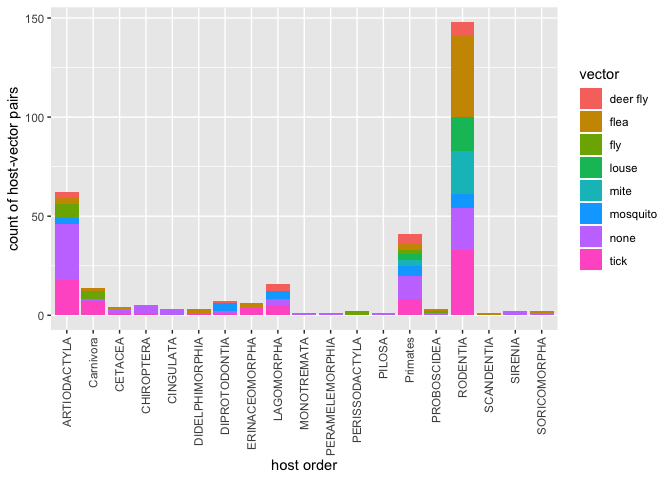 150
100
50
0
count of host-vector pairs
ARTIODACTYLA
Carnivora
CETACEA
CHIROPTERA
CINGULATA
DIDELPHIMORPHIA
DIPROTODONTIA
ERINACEOMORPHA
LAGOMORPHA
MONOTREMATA
PERAMELEMORPHIA
PERISSODACTYLA
PILOSA
Primates
PROBOSCIDEA
RODENTIA
SCANDENTIA
SIRENIA
SORICOMORPHA
host order
vector
deer fly
flea
fly
louse
mite
mosquito
none
tick